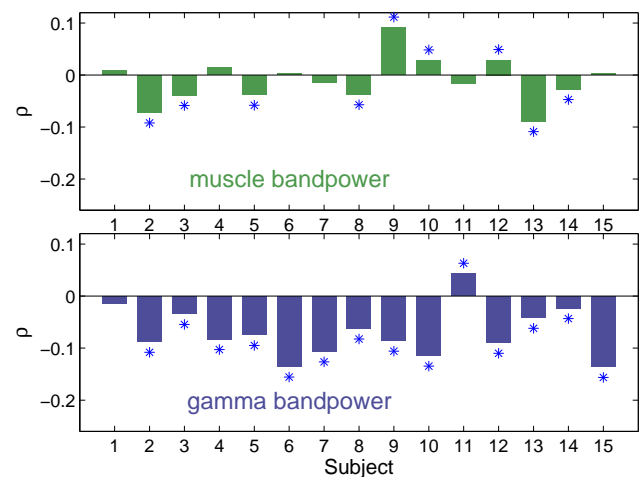 0.1
0
−0.1
−0.2
ρ
* * * * * * * * *
muscle bandpower
1 2 3 4 5 6 7 8 9 10 11 12 13 14 15
0.1
0
−0.1
−0.2
ρ
* * * * * * * * * * * * * *
gamma bandpower
1 2 3 4 5 6 7 8 9 10 11 12 13 14 15
Subject